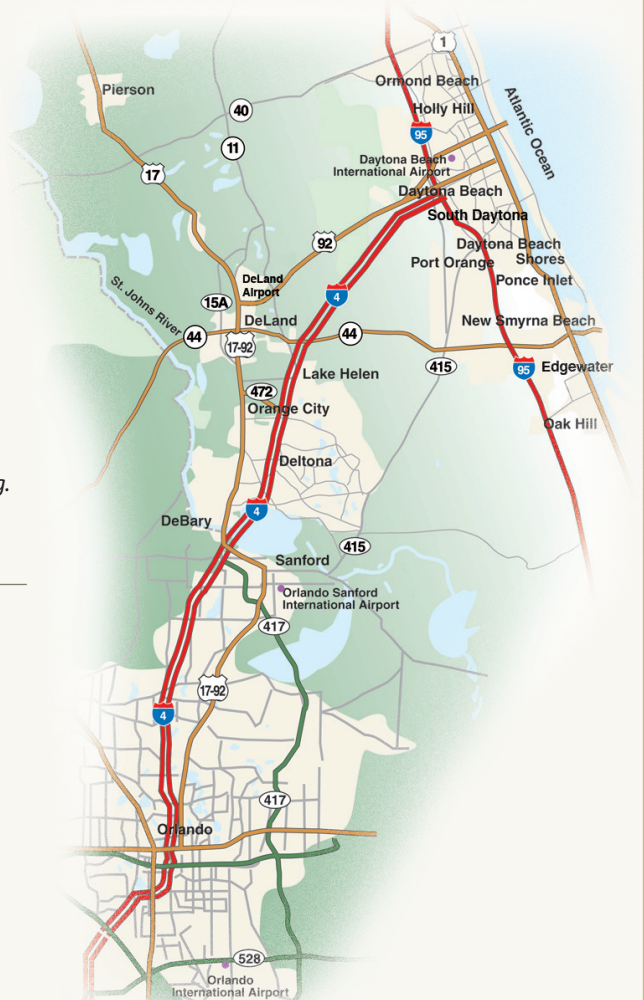 1
Ormond Beach
Pierson
Atlantic Ocean
40
Holly Hill
95
11
Daytona Beach
International Airport
17
Daytona Beach
South Daytona
92
Daytona Beach
Shores
Port Orange
Ponce Inlet
DeLand
Airport
St. Johns River
4
15A
DeLand
New Smyrna Beach
44
17-92
44
415
95
Edgewater
Lake Helen
472
Orange City
Oak Hill
Deltona
g.
4
DeBary
415
Sanford
Orlando Sanford
International Airport
417
17-92
4
417
Orlando
528
Orlando
International Airport